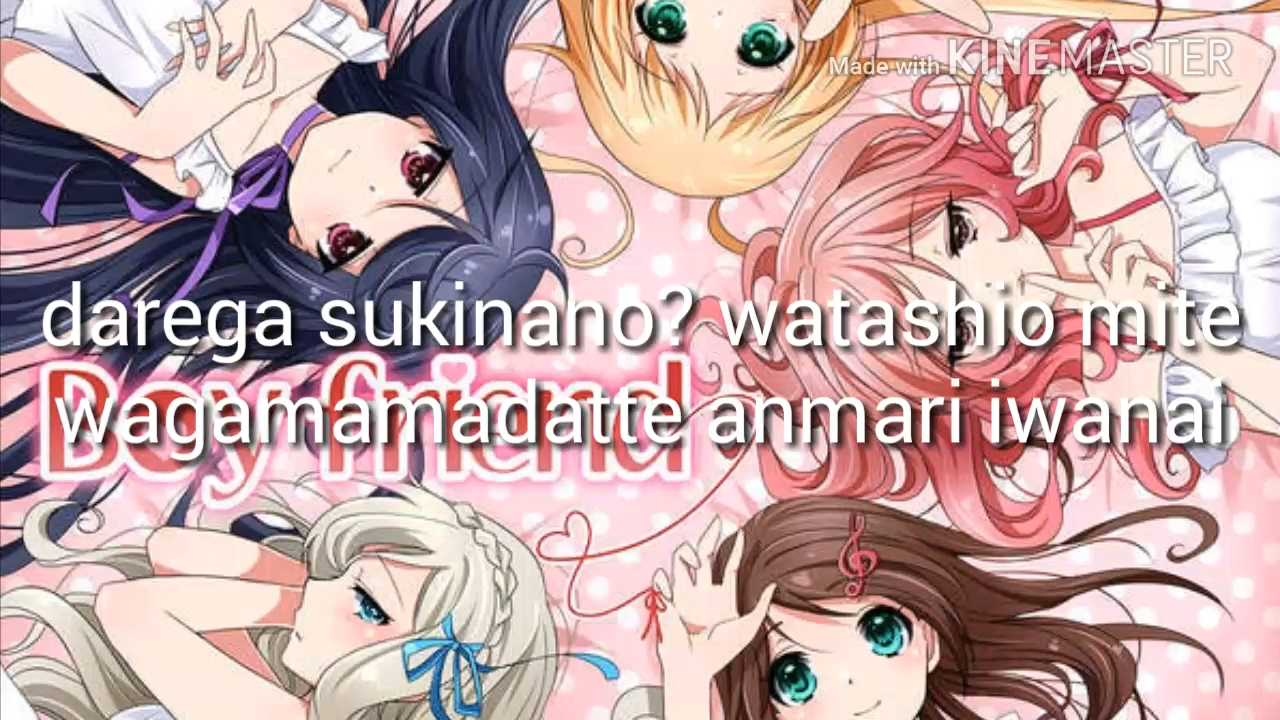 Made with KINEMASTER
darega sukinano? watashio mite
Boy friend
wagamamadatte anmari iwanai